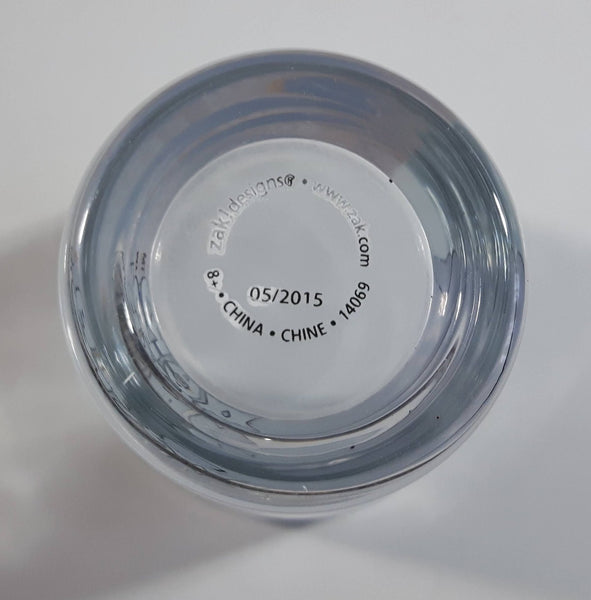 zak! designs® • www.zak.com
05/2015
8+ • CHINA • CHINE • 14069